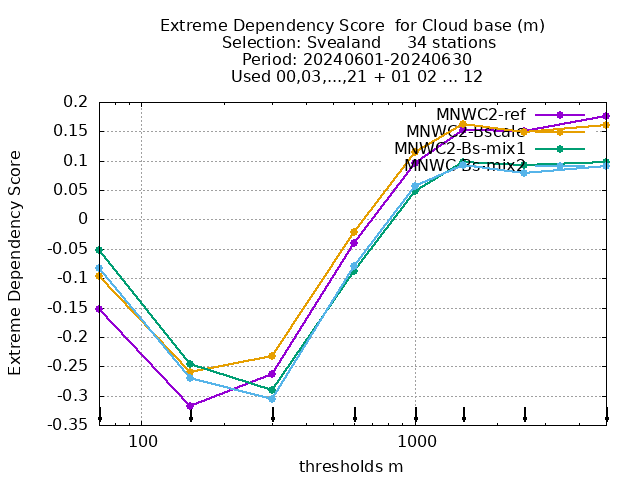 Extreme Dependency Score  for Cloud base (m)
Selection: Svealand     34 stations
Period: 20240601-20240630
Used 00,03,...,21 + 01 02 ... 12
Extreme Dependency Score
0.2
0.15
0.1
0.05
0
-0.05
-0.1
-0.15
-0.2
-0.25
-0.3
-0.35
MNWC2-ref
MNWC2-Bscale
MNWC2-Bs-mix1
MNWC-Bs-mix2
100
1000
thresholds m